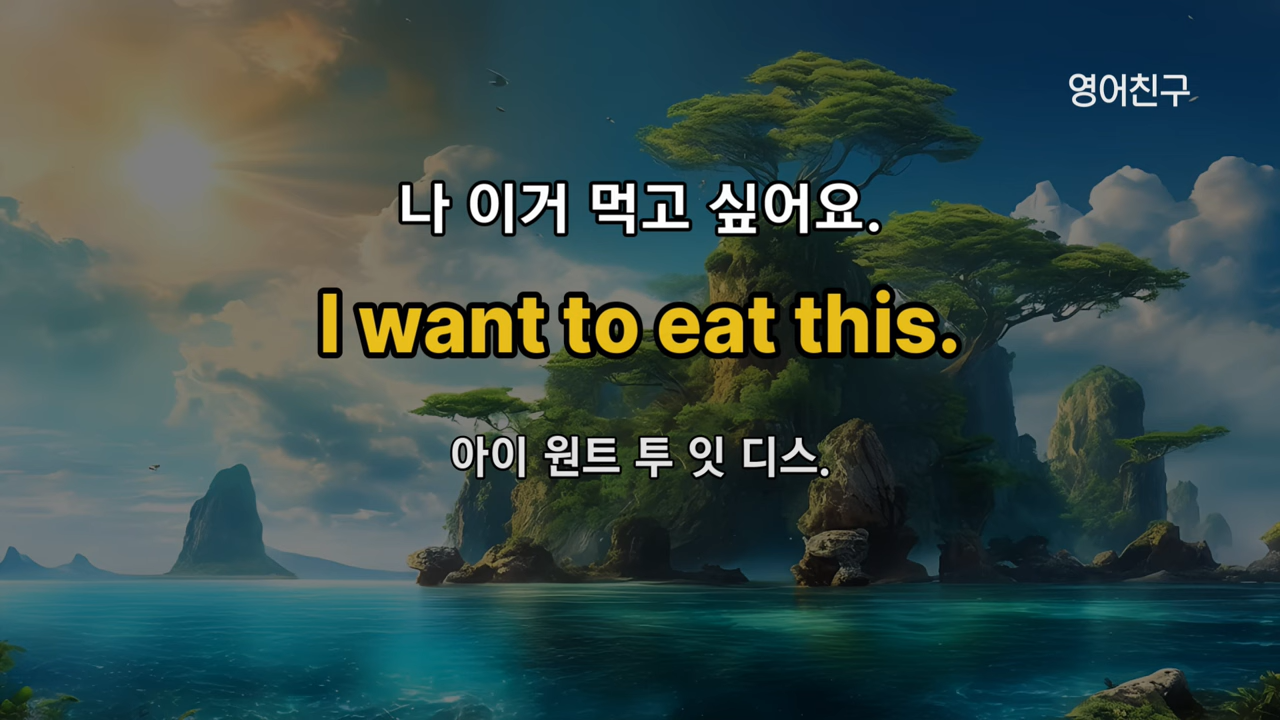 영어친구
나 이거 먹고 싶어요.
I want to eat this.
아이 원트 투 잇 디스.